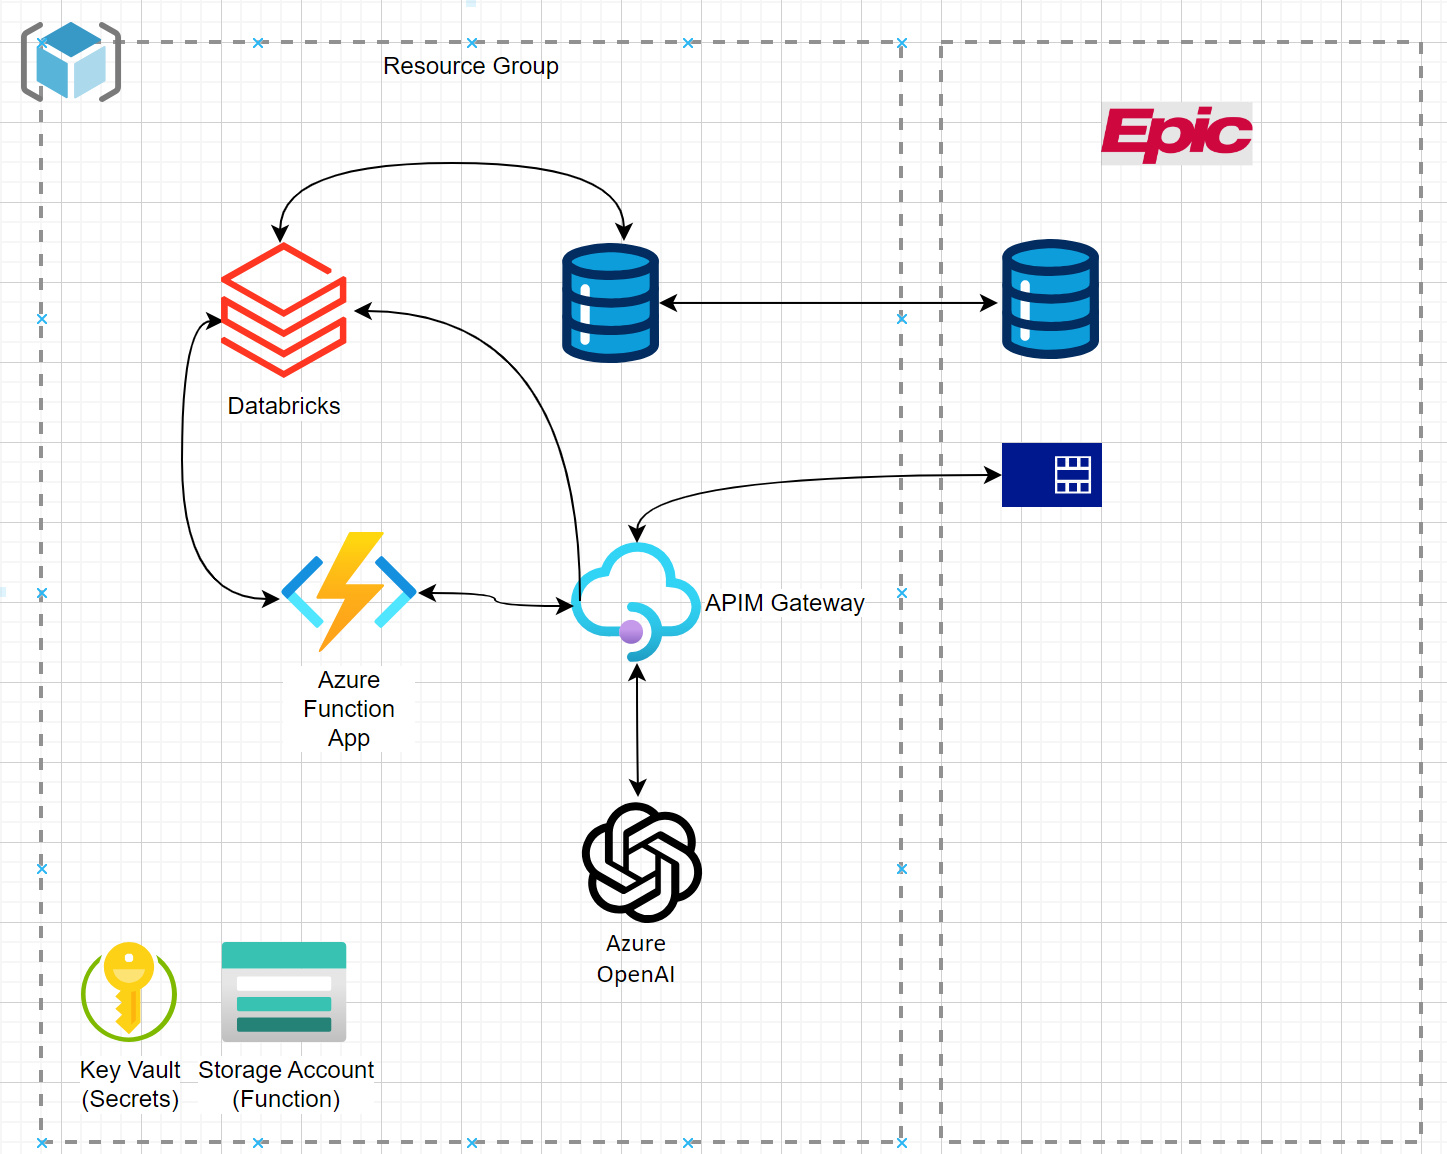 Resource Group
Epic
Databricks
APIM Gateway
Azure
Function
App
Azure
OpenAI
Key Vault
(Secrets)
Storage Account
(Function)